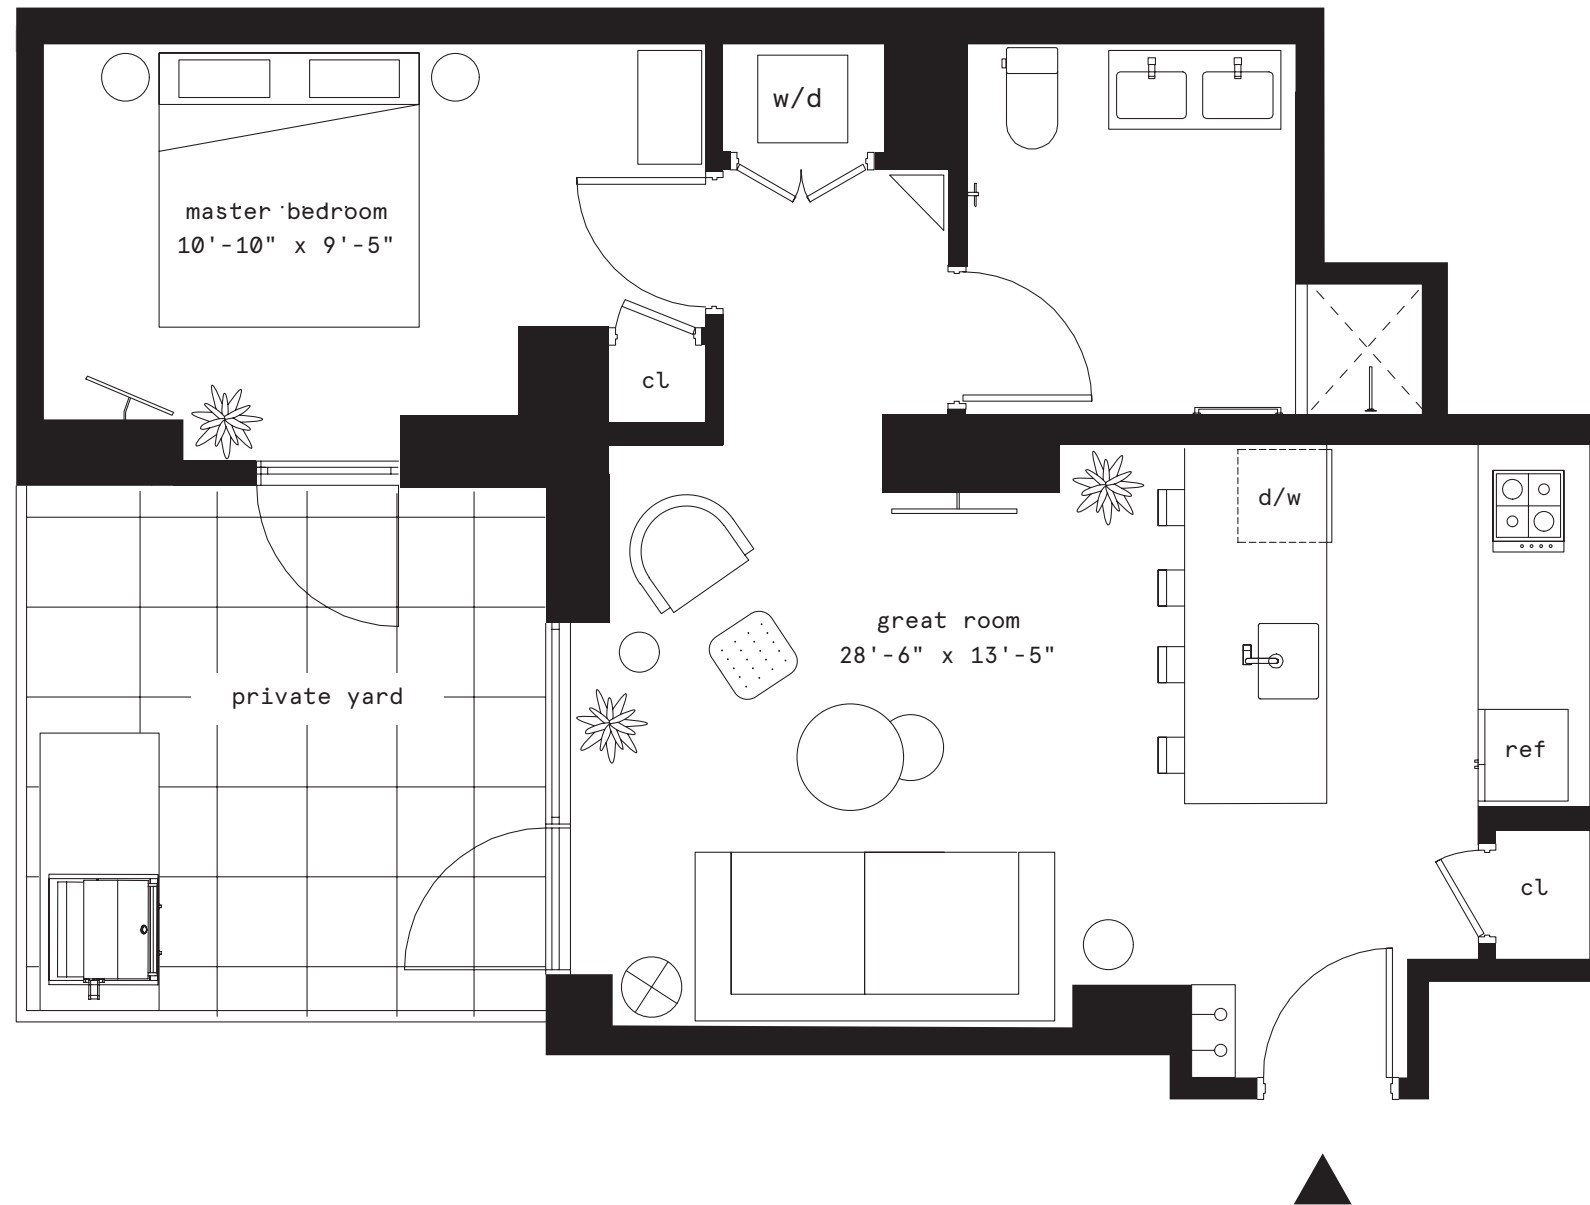 w/d
master bedroom
10'-10" x 9'-5"
cl
d/w
great room
28'-6" x 13'-5"
private yard
ref
cl